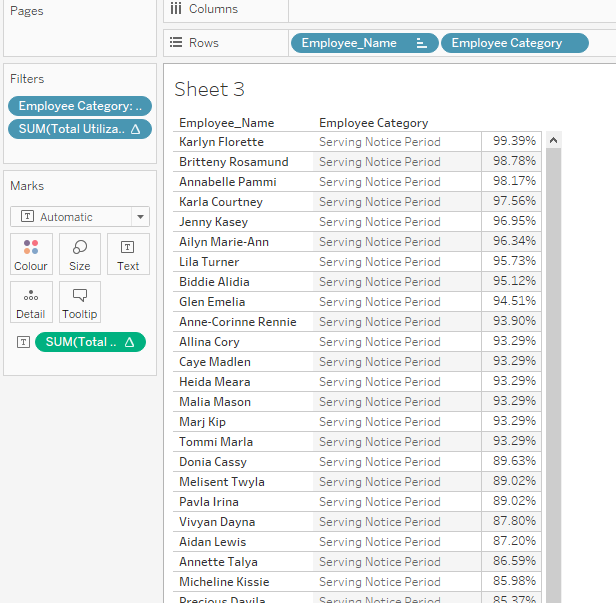 Pages
Columns
Rows
Employee_Name
Employee Category
Filters
Employee Category: ..
SUM(Total Utiliza.. Δ
Marks
Automatic
Colour
Size
Text
Detail
Tooltip
SUM(Total .. Δ
Sheet 3
Employee_Name Employee Category
Karlyn Florette Serving Notice Period 99.39%
Britteny Rosamund Serving Notice Period 98.78%
Annabelle Pammi Serving Notice Period 98.17%
Karla Courtney Serving Notice Period 97.56%
Jenny Kasey Serving Notice Period 96.95%
Ailyn Marie-Ann Serving Notice Period 96.34%
Lila Turner Serving Notice Period 95.73%
Biddie Alidia Serving Notice Period 95.12%
Glen Emelia Serving Notice Period 94.51%
Anne-Corinne Rennie Serving Notice Period 93.90%
Allina Cory Serving Notice Period 93.29%
Caye Madlen Serving Notice Period 93.29%
Heida Meara Serving Notice Period 93.29%
Malia Mason Serving Notice Period 93.29%
Marj Kip Serving Notice Period 93.29%
Tommi Marla Serving Notice Period 93.29%
Donia Cassy Serving Notice Period 89.63%
Melisent Twyla Serving Notice Period 89.02%
Pavla Irina Serving Notice Period 89.02%
Vivyan Dayna Serving Notice Period 87.80%
Aidan Lewis Serving Notice Period 87.20%
Annette Talya Serving Notice Period 86.59%
Micheline Kissie Serving Notice Period 85.98%
Precious Davila Serving Notice Period 85.37%